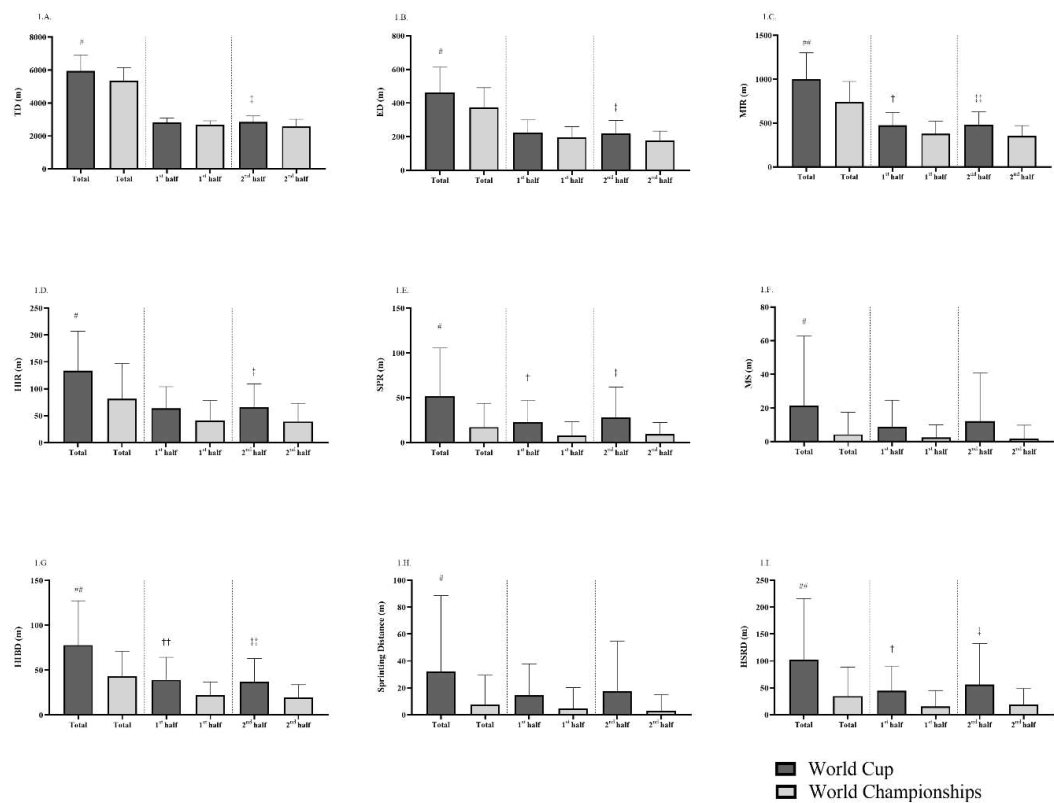 1.A.
#
‡
TD (m)
8000
6000
4000
2000
0
Total Total 1st half 1st half 2nd half 2nd half
1.B.
#
‡
ED (m)
800
600
400
200
0
Total Total 1st half 1st half 2nd half 2nd half
1.C.
##
†
‡‡
MIR (m)
1500
1000
500
0
Total Total 1st half 1st half 2nd half 2nd half
1.D.
#
HIR (m)
250
200
150
100
50
0
Total Total 1st half 1st half 2nd half 2nd half
1.E.
#
†
SPR (m)
150
100
50
0
Total Total 1st half 1st half 2nd half 2nd half
1.F.
#
MS (m)
80
60
40
20
0
Total Total 1st half 1st half 2nd half 2nd half
1.G
##
††
‡‡
HIBD (m)
150
100
50
0
Total Total 1st half 1st half 2nd half 2nd half
1.H.
#
Sprinting Distance (m)
100
80
60
40
20
0
Total Total 1st half 1st half 2nd half 2nd half
1.I.
##
†
HSRD (m)
250
200
150
100
50
0
Total Total 1st half 1st half 2nd half 2nd half
World Cup
World Championships